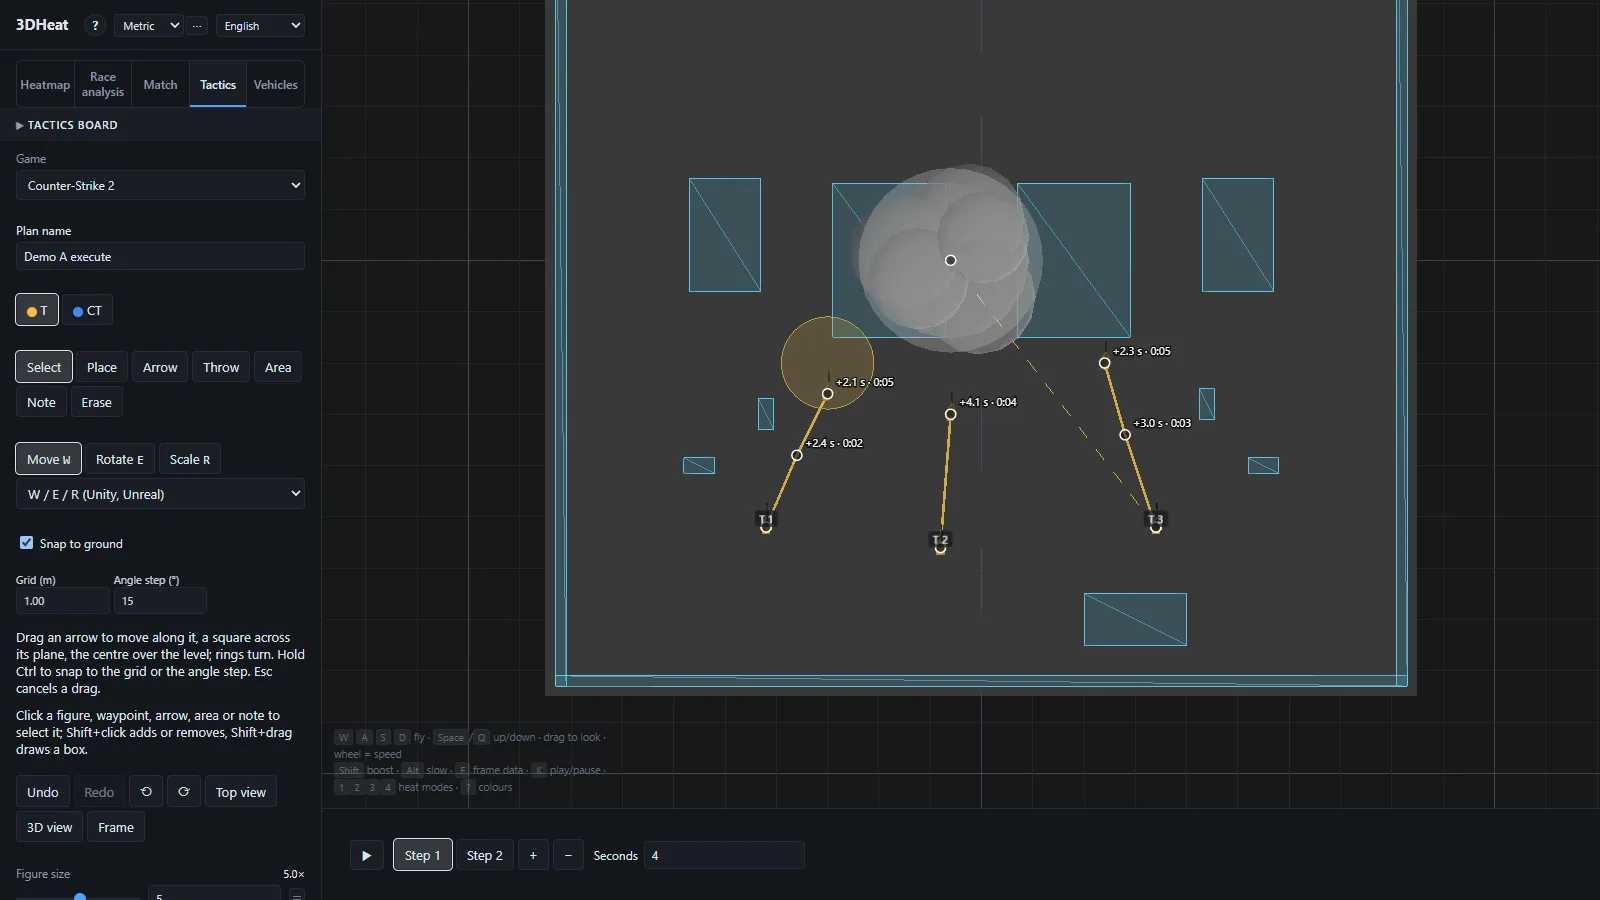 3DHeat
?
Metric
...
English
Heatmap
Race analysis
Match
Tactics
Vehicles
▶ TACTICS BOARD
Game
Counter-Strike 2
Plan name
Demo A execute
T
CT
Select
Place
Arrow
Throw
Area
Note
Erase
Move W
Rotate E
Scale R
W / E / R (Unity, Unreal)
Snap to ground
Grid (m)
Angle step (°)
1.00
15
Drag an arrow to move along it, a square across
its plane, the centre over the level; rings turn. Hold
Ctrl to snap to the grid or the angle step. Esc
cancels a drag.
Click a figure, waypoint, arrow, area or note to
select it; Shift+click adds or removes, Shift+drag
draws a box.
Undo
Redo
Top view
3D view
Frame
Figure size
5.0×
5
+2.3 s · 0:05
+2.1 s · 0:05
+4.1 s · 0:04
+3.0 s · 0:03
+2.4 s · 0:02
T1
T2
T3
W A S D fly · Space / Q up/down · drag to look ·
wheel = speed
Shift boost · Alt slow · F frame data · K play/pause ·
1 2 3 4 heat modes · ? colours
Step 1
Step 2
+
−
Seconds
4